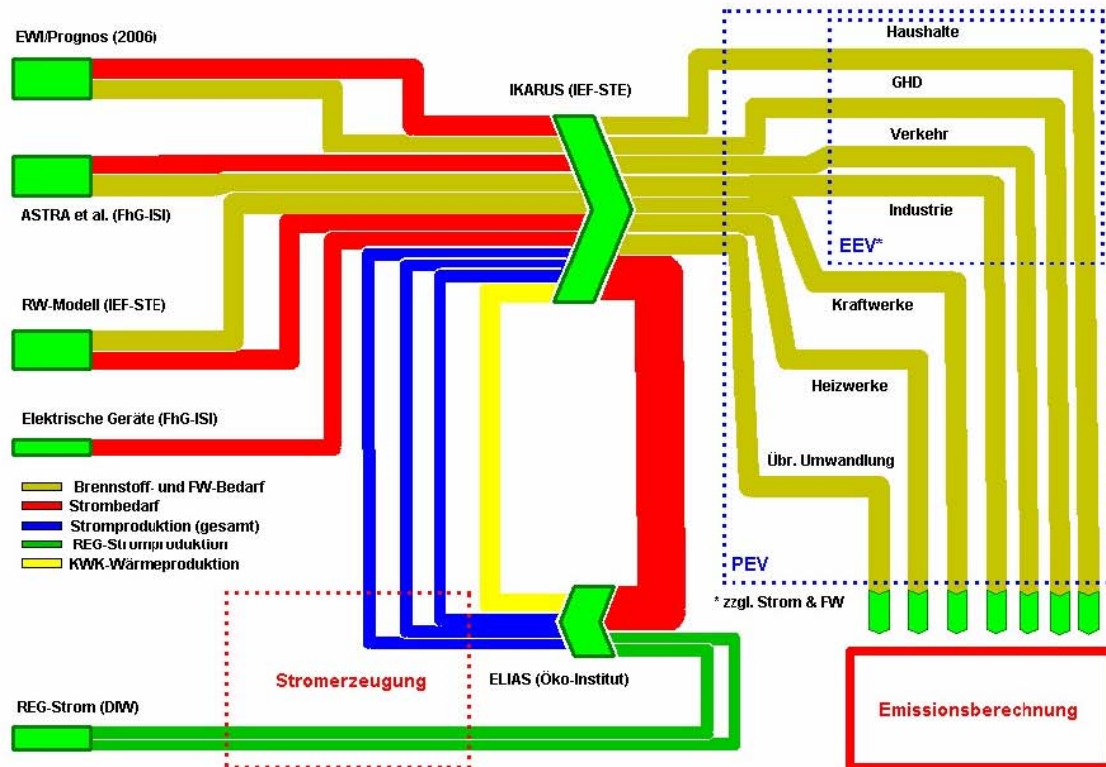 EWI/Prognos (2006)
IKARUS (IEF-STE)
Haushalte
GHD
Verkehr
ASTRA et al. (FhG-ISI)
Industrie
EEV*
RW-Modell (IEF-STE)
Kraftwerke
Heizwerke
Elektrische Geräte (FhG-ISI)
Übr. Umwandlung
Brennstoff- und FW-Bedarf
Strombedarf
Stromproduktion (gesamt)
REG-Stromproduktion
KWK-Wärmeproduktion
PEV
* zzgl. Strom & FW
Stromerzeugung
ELIAS (Öko-Institut)
REG-Strom (DIW)
Emissionsberechnung